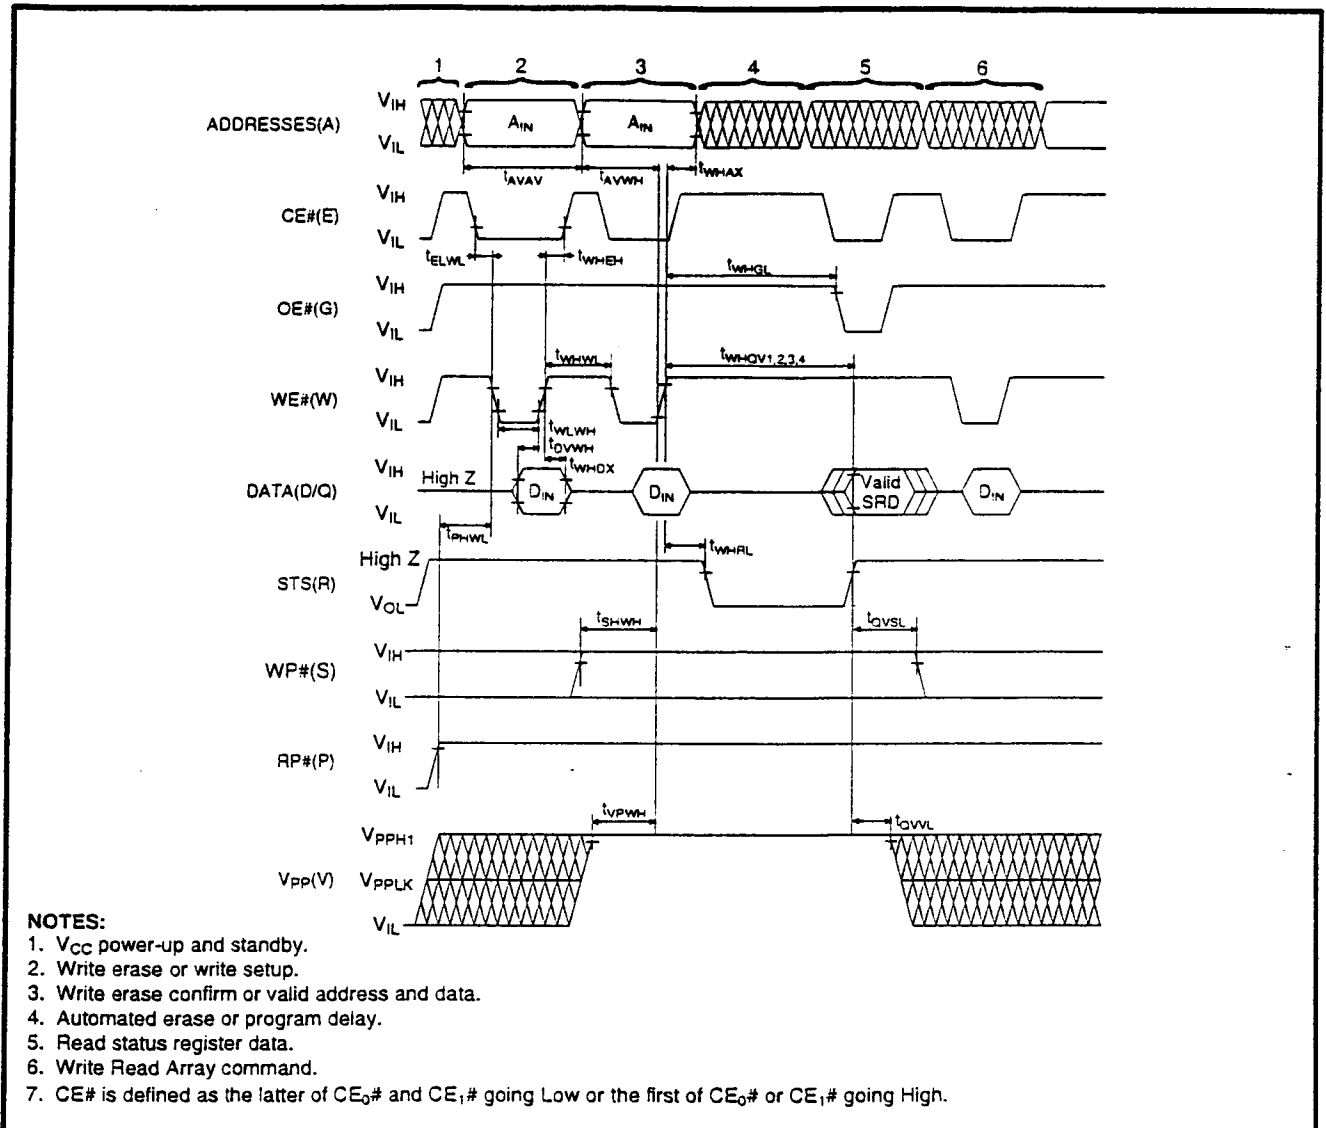 1 2 3 4 5 6
ADDRESSES(A) VIH AIN AIN
VIL
tAVAV tAVWH tWHAX
CE#(E) VIH
VIL
tELWL tWHEH tWHGL
OE#(G) VIH
VIL
tWHWL tWHQV1,2,3,4
WE#(W) VIH
VIL
tWLWH
tDVWH
tWHDX
DATA(D/Q) VIH High Z DIN DIN Valid SRD DIN
VIL
tPHWL
tWHRL
STS(R) High Z
VOL
tSHWH tQVSL
WP#(S) VIH
VIL
RP#(P) VIH
VIL
tVPWH tQVVL
VPP(V) VPPH1
VPPLK
VIL
NOTES:
1. VCC power-up and standby.
2. Write erase or write setup.
3. Write erase confirm or valid address and data.
4. Automated erase or program delay.
5. Read status register data.
6. Write Read Array command.
7. CE# is defined as the latter of CE0# and CE1# going Low or the first of CE0# or CE1# going High.